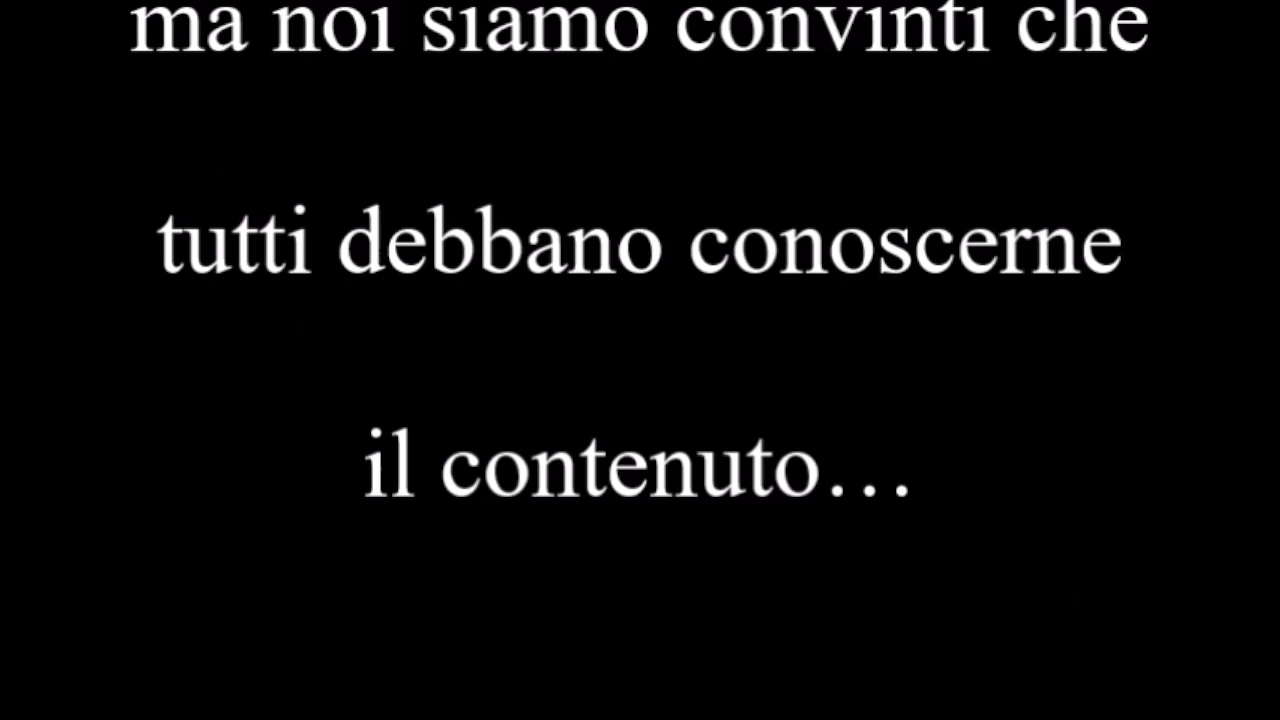 ma noi siamo convinti che
tutti debbano conoscerne
il contenuto…